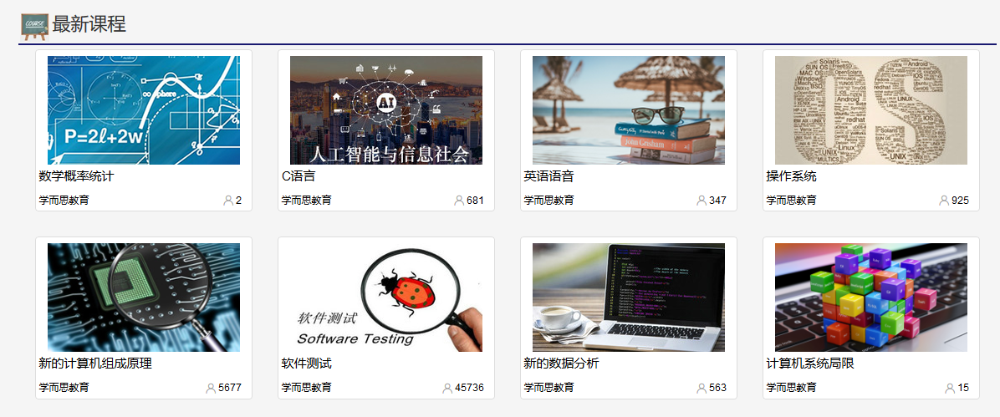 COURSE
最新课程
∞ sphere
P=2ℓ+2w
数学概率统计
学而思教育
2
AI
人工智能与信息社会
C语言
学而思教育
681
John Grisham
英语语音
学而思教育
347
OS
操作系统
学而思教育
925
新的计算机组成原理
学而思教育
5677
软件测试
Software Testing
软件测试
学而思教育
45736
新的数据分析
学而思教育
563
计算机系统局限
学而思教育
15